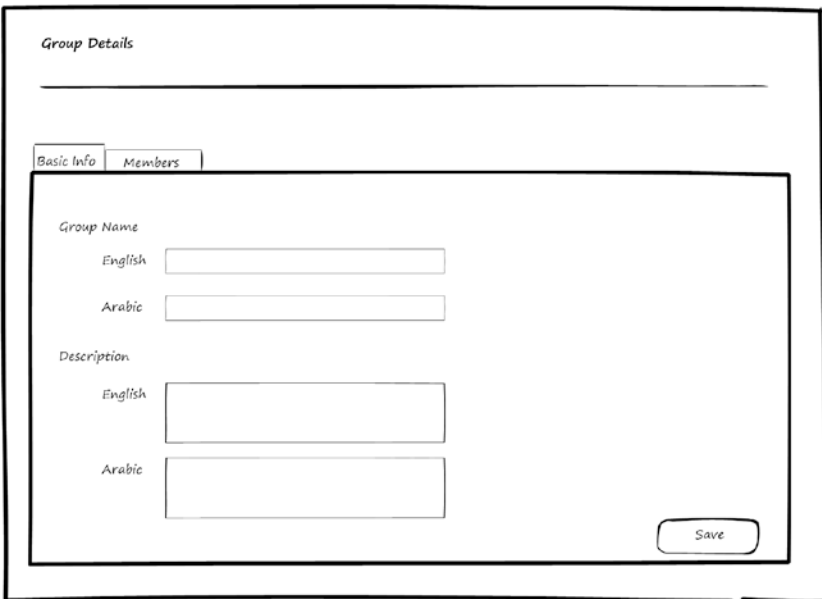 Group Details
Basic Info
Members
Group Name
English
Arabic
Description
English
Arabic
Save